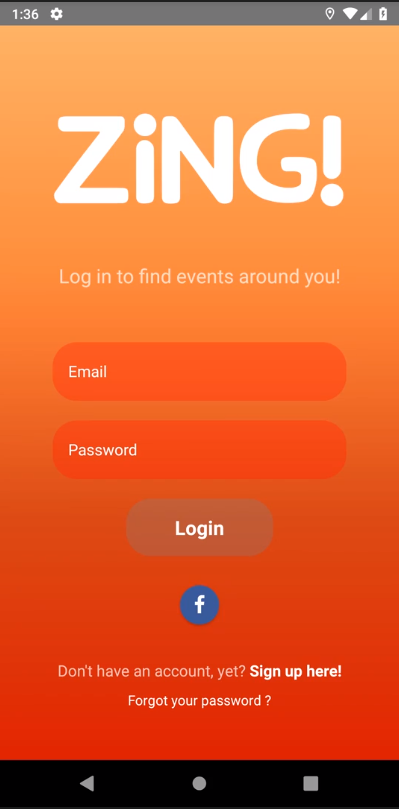 1:36
ZiNG!
Log in to find events around you!
Email
Password
Login
f
Don't have an account, yet? Sign up here!
Forgot your password ?